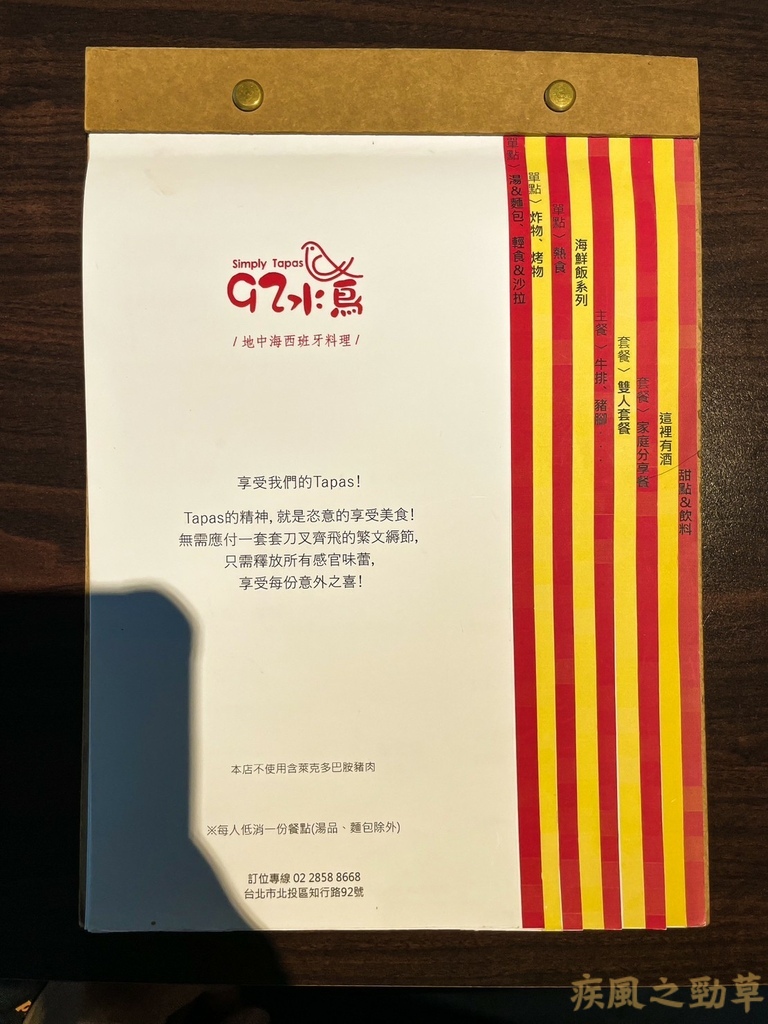 Simply Tapas
92水鳥
/ 地中海西班牙料理 /
享受我們的Tapas!
Tapas的精神,就是恣意的享受美食!
無需應付一套套刀叉齊飛的繁文縟節,
只需釋放所有感官味蕾,
享受每份意外之喜!
本店不使用含萊克多巴胺豬肉
※每人低消一份餐點(湯品、麵包除外)
訂位專線 02 2858 8668
台北市北投區知行路92號
單點〉湯&麵包、輕食&沙拉
單點〉炸物、烤物
單點〉熱食
海鮮飯系列
主餐〉牛排、豬腳
套餐〉雙人套餐
套餐〉家庭分享餐
這裡有酒
甜點&飲料
疾風之勁草